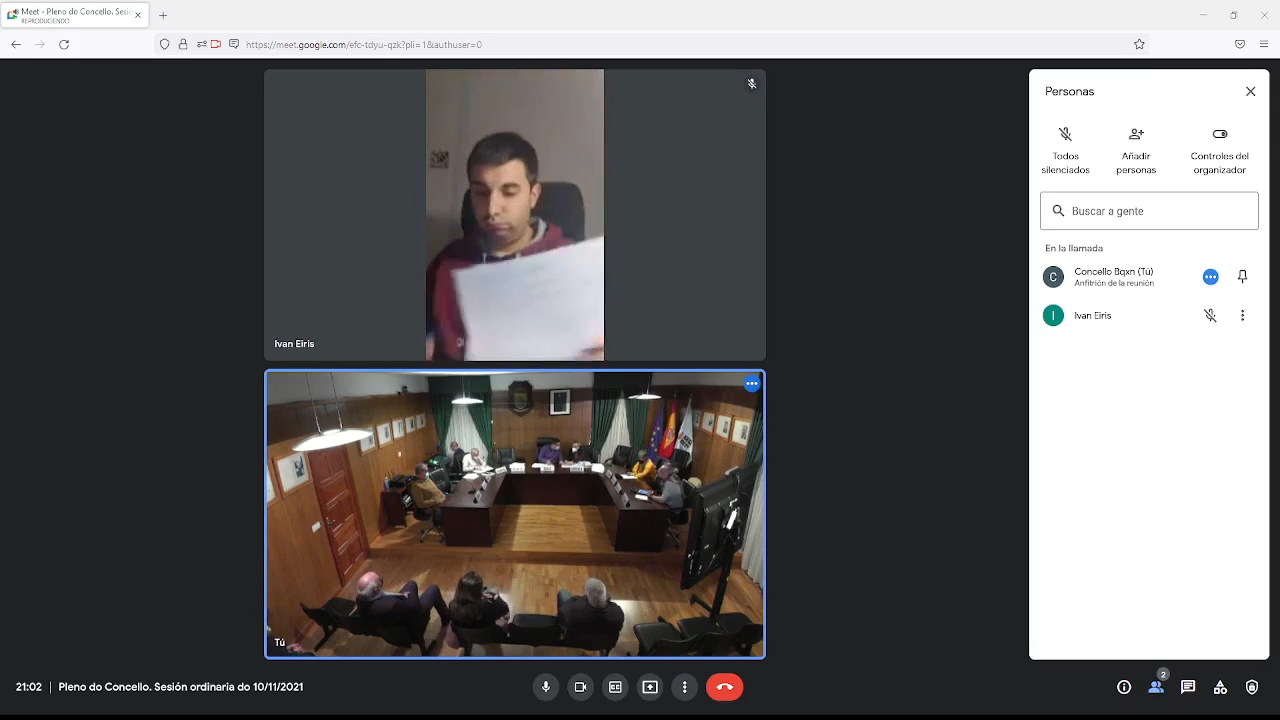 Meet - Pleno do Concello. Sesi
REPRODUCIENDO
https://meet.google.com/efc-tdyu-qzk?pli=1&authuser=0
Ivan Eiris
Tú
Personas
Todos silenciados
Añadir personas
Controles del organizador
Buscar a gente
En la llamada
C
Concello Bqxn (Tú)
Anfitrión de la reunión
I
Ivan Eiris
21:02
Pleno do Concello. Sesión ordinaria do 10/11/2021
2